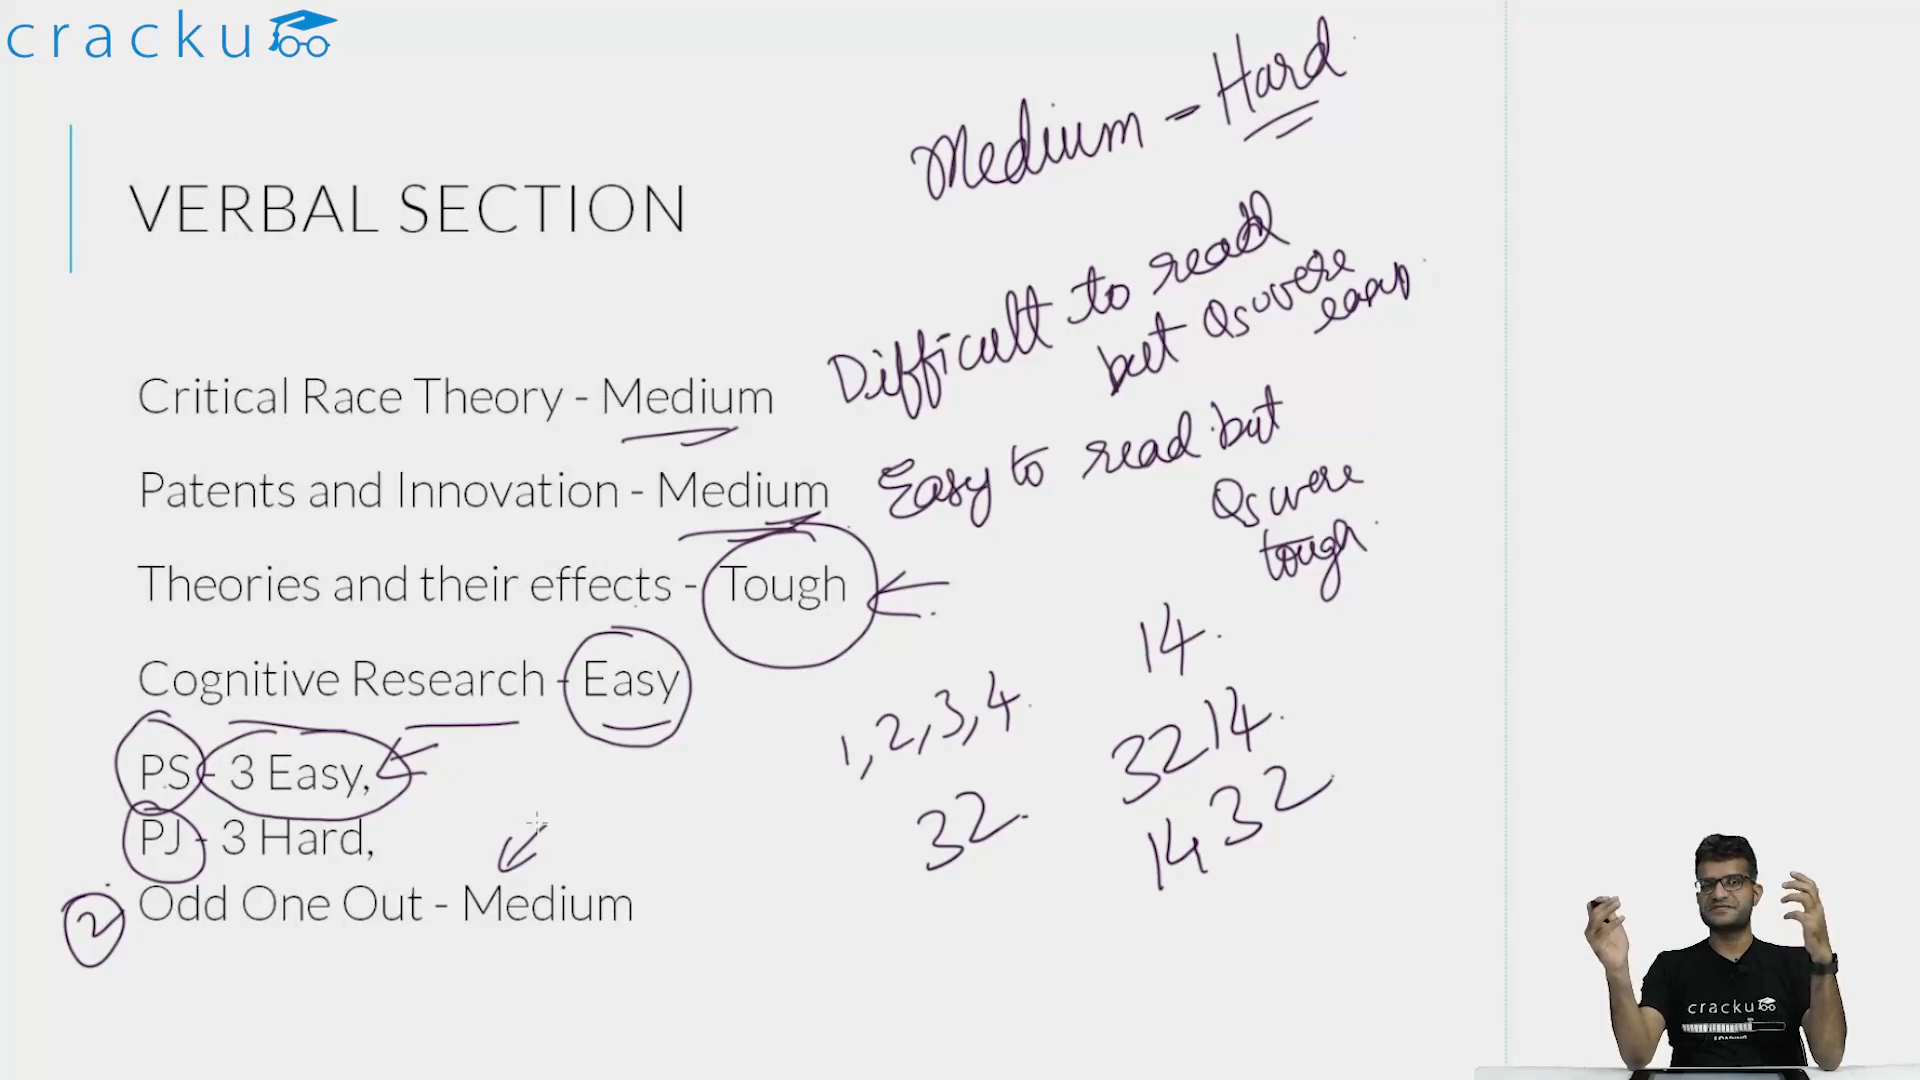 cracku
Medium - Hard
VERBAL SECTION
Difficult to read
but Qs were
easy
Critical Race Theory - Medium
Easy to read but
Qs were
tough
Patents and Innovation - Medium
Theories and their effects - Tough
14.
Cognitive Research - Easy
1, 2, 3, 4.
3214.
PS - 3 Easy,
32.
1432
PJ - 3 Hard,
2 Odd One Out - Medium
cracku
LOADING